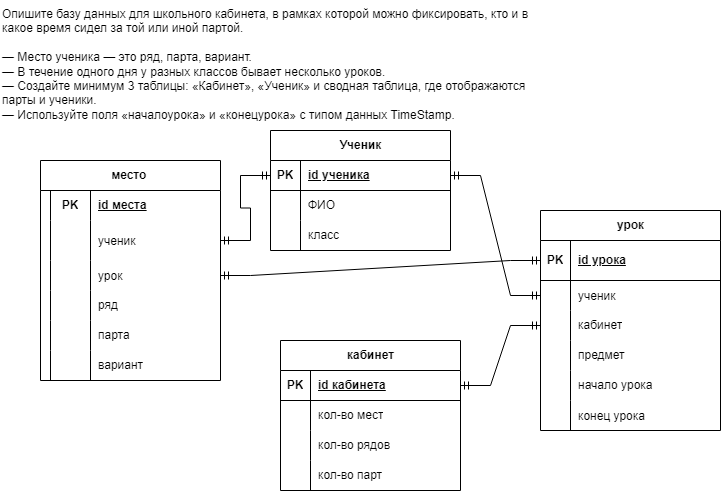 Опишите базу данных для школьного кабинета, в рамках которой можно фиксировать, кто и в
какое время сидел за той или иной партой.
— Место ученика — это ряд, парта, вариант.
— В течение одного дня у разных классов бывает несколько уроков.
— Создайте минимум 3 таблицы: «Кабинет», «Ученик» и сводная таблица, где отображаются
парты и ученики.
— Используйте поля «началоурока» и «конецурока» с типом данных TimeStamp.
Ученик
PK id ученика
ФИО
класс
место
PK id места
ученик
урок
ряд
парта
вариант
урок
PK id урока
ученик
кабинет
предмет
начало урока
конец урока
кабинет
PK id кабинета
кол-во мест
кол-во рядов
кол-во парт